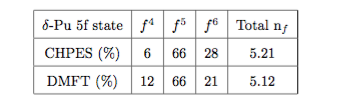 δ-Pu 5f state f⁴ f⁵ f⁶ Total n_f
CHPES (%) 6 66 28 5.21
DMFT (%) 12 66 21 5.12